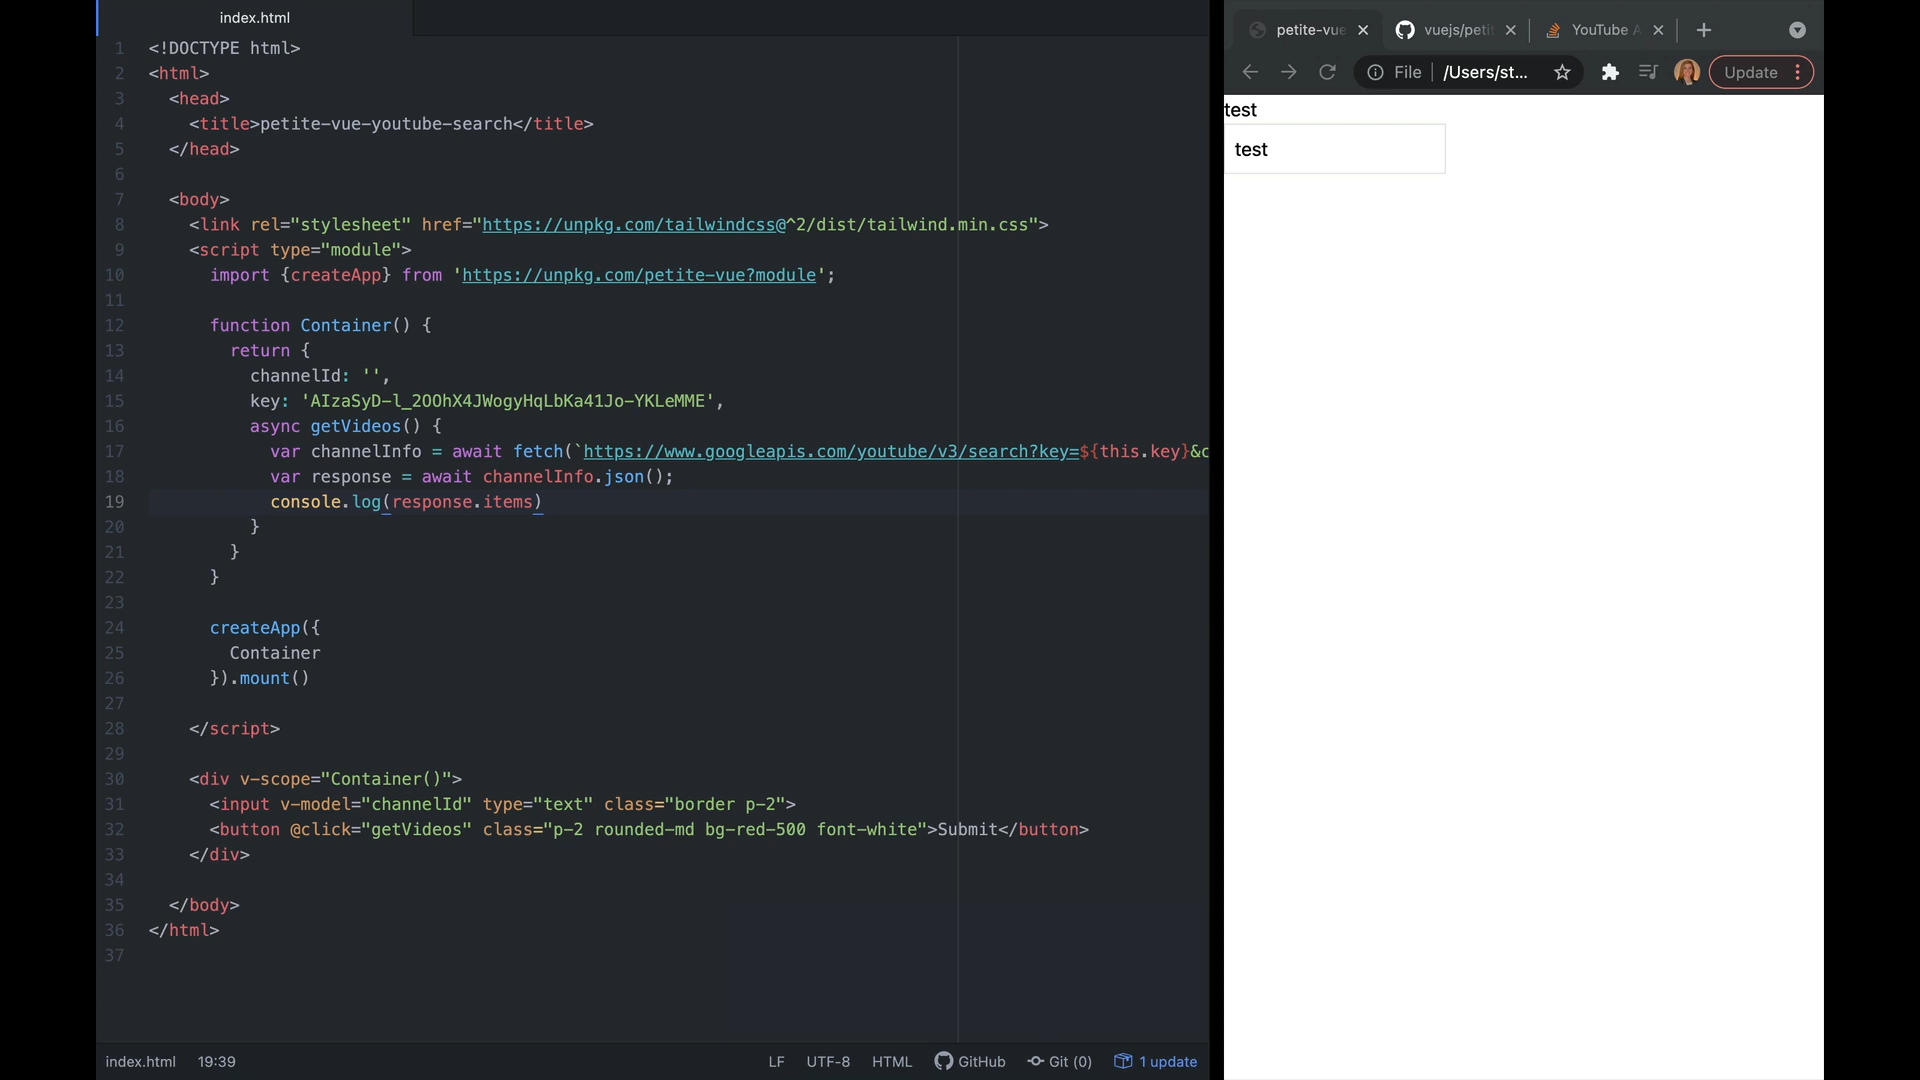 index.html
1 <!DOCTYPE html>
2 <html>
3 <head>
4 <title>petite-vue-youtube-search</title>
5 </head>
6
7 <body>
8 <link rel="stylesheet" href="https://unpkg.com/tailwindcss@^2/dist/tailwind.min.css">
9 <script type="module">
10 import {createApp} from 'https://unpkg.com/petite-vue?module';
11
12 function Container() {
13 return {
14 channelId: '',
15 key: 'AIzaSyD-l_2OOhX4JWogyHqLbKa41Jo-YKLeMME',
16 async getVideos() {
17 var channelInfo = await fetch(`https://www.googleapis.com/youtube/v3/search?key=${this.key}&c
18 var response = await channelInfo.json();
19 console.log(response.items)
20 }
21 }
22 }
23
24 createApp({
25 Container
26 }).mount()
27
28 </script>
29
30 <div v-scope="Container()">
31 <input v-model="channelId" type="text" class="border p-2">
32 <button @click="getVideos" class="p-2 rounded-md bg-red-500 font-white">Submit</button>
33 </div>
34
35 </body>
36 </html>
37
index.html 19:39 LF UTF-8 HTML GitHub Git (0) 1 update
petite-vue vuejs/petit YouTube A
File /Users/st... Update
test
test